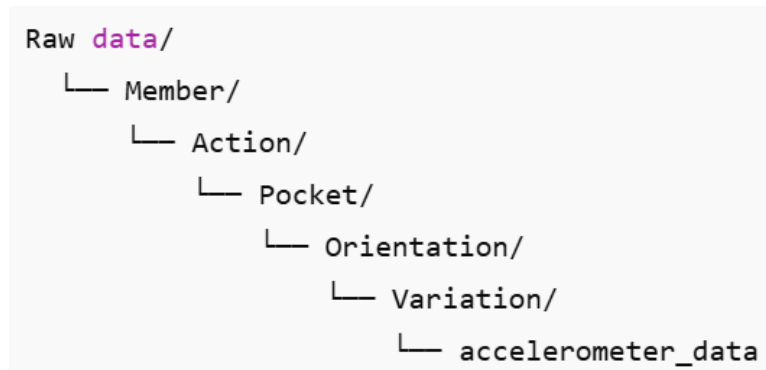 Raw data/
└── Member/
└── Action/
└── Pocket/
└── Orientation/
└── Variation/
└── accelerometer_data